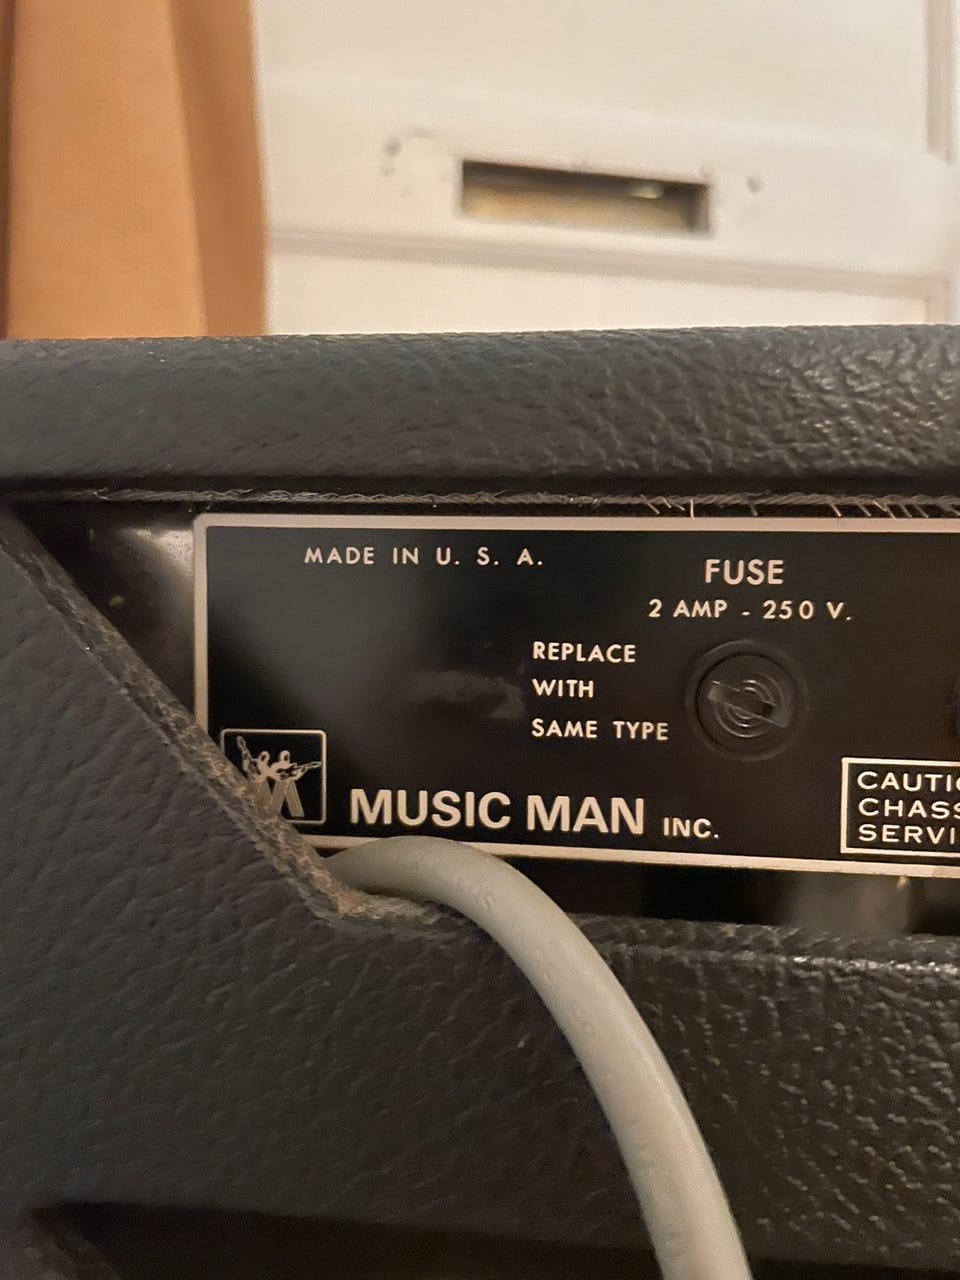 MADE IN U. S. A.
FUSE
2 AMP - 250 V.
REPLACE
WITH
SAME TYPE
MUSIC MAN INC.